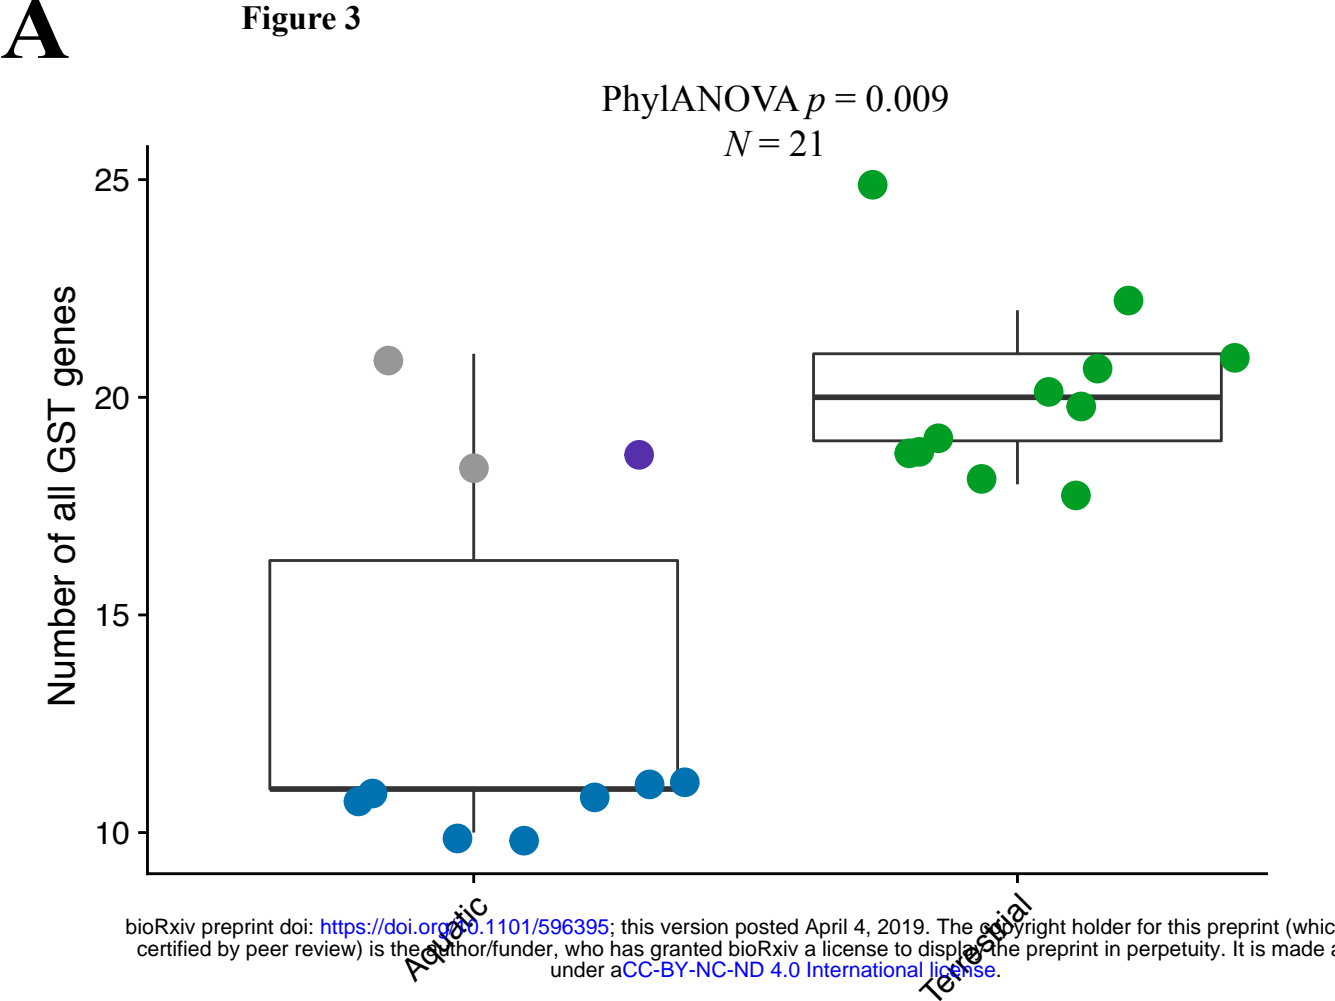 A
Figure 3
PhylANOVA p = 0.009
N = 21
25
20
15
10
Number of all GST genes
Aquatic
Terrestrial
bioRxiv preprint doi: https://doi.org/10.1101/596395; this version posted April 4, 2019. The copyright holder for this preprint (whic
certified by peer review) is the author/funder, who has granted bioRxiv a license to display the preprint in perpetuity. It is made a
under aCC-BY-NC-ND 4.0 International license.